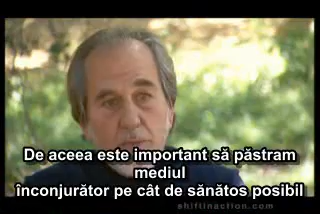 De aceea este important să păstram
mediul
înconjurător pe cât de sănătos posibil
shiftinaction.com